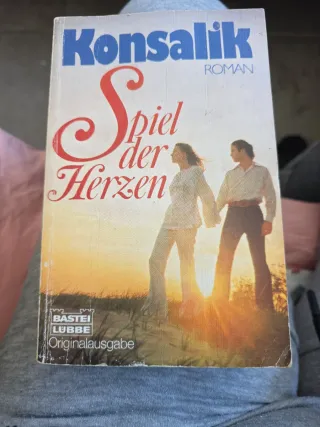 Konsalik
ROMAN
Spiel
der
Herzen
BASTEI
LÜBBE
Originalausgabe